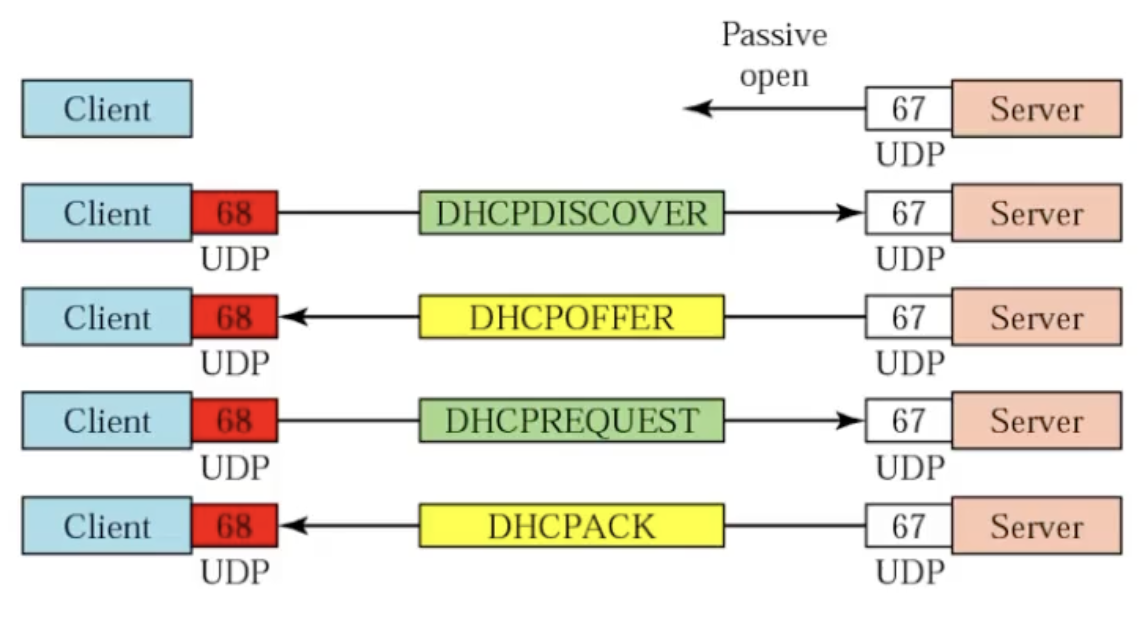 Passive
open
Client 67 Server
UDP
Client 68 DHCPDISCOVER 67 Server
UDP UDP
Client 68 DHCPOFFER 67 Server
UDP UDP
Client 68 DHCPREQUEST 67 Server
UDP UDP
Client 68 DHCPACK 67 Server
UDP UDP